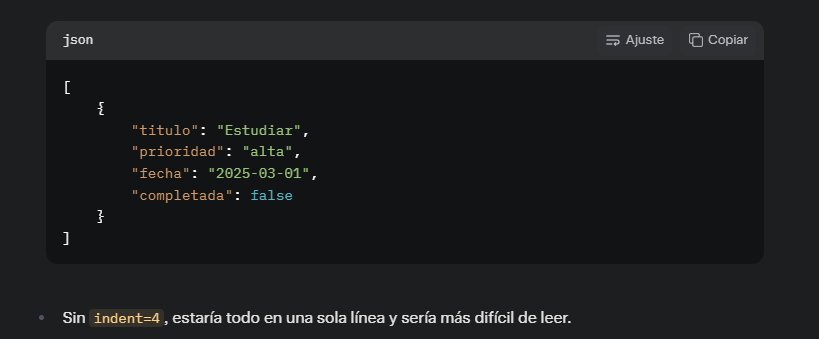 json Ajuste Copiar
[
    {
        "titulo": "Estudiar",
        "prioridad": "alta",
        "fecha": "2025-03-01",
        "completada": false
    }
]
• Sin indent=4, estaría todo en una sola línea y sería más difícil de leer.